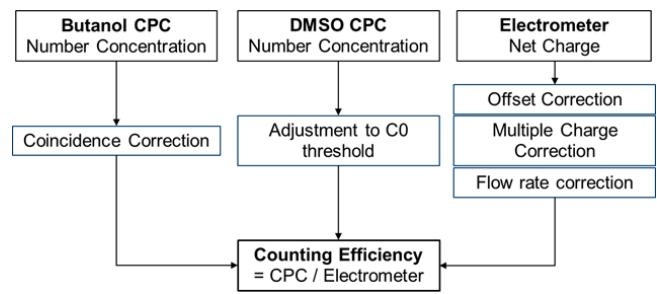 Butanol CPC
Number Concentration
DMSO CPC
Number Concentration
Electrometer
Net Charge
Coincidence Correction
Adjustment to C0
threshold
Offset Correction
Multiple Charge
Correction
Flow rate correction
Counting Efficiency
= CPC / Electrometer